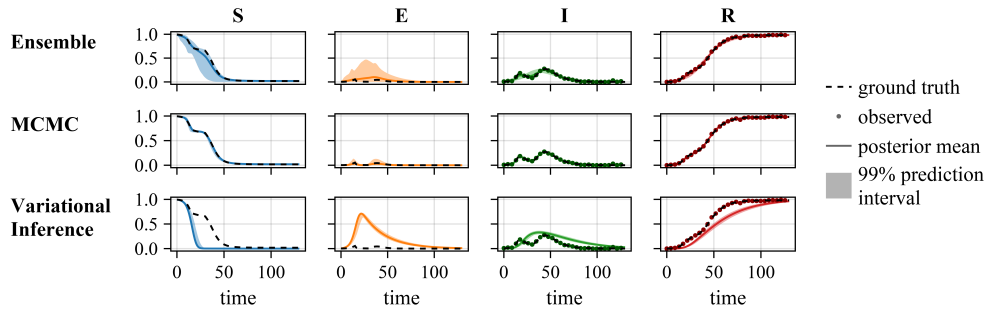 S E I R
Ensemble
1.0
0.5
0.0
MCMC
1.0
0.5
0.0
Variational
Inference
1.0
0.5
0.0
0 50 100 0 50 100 0 50 100 0 50 100
time time time time
ground truth
observed
posterior mean
99% prediction
interval